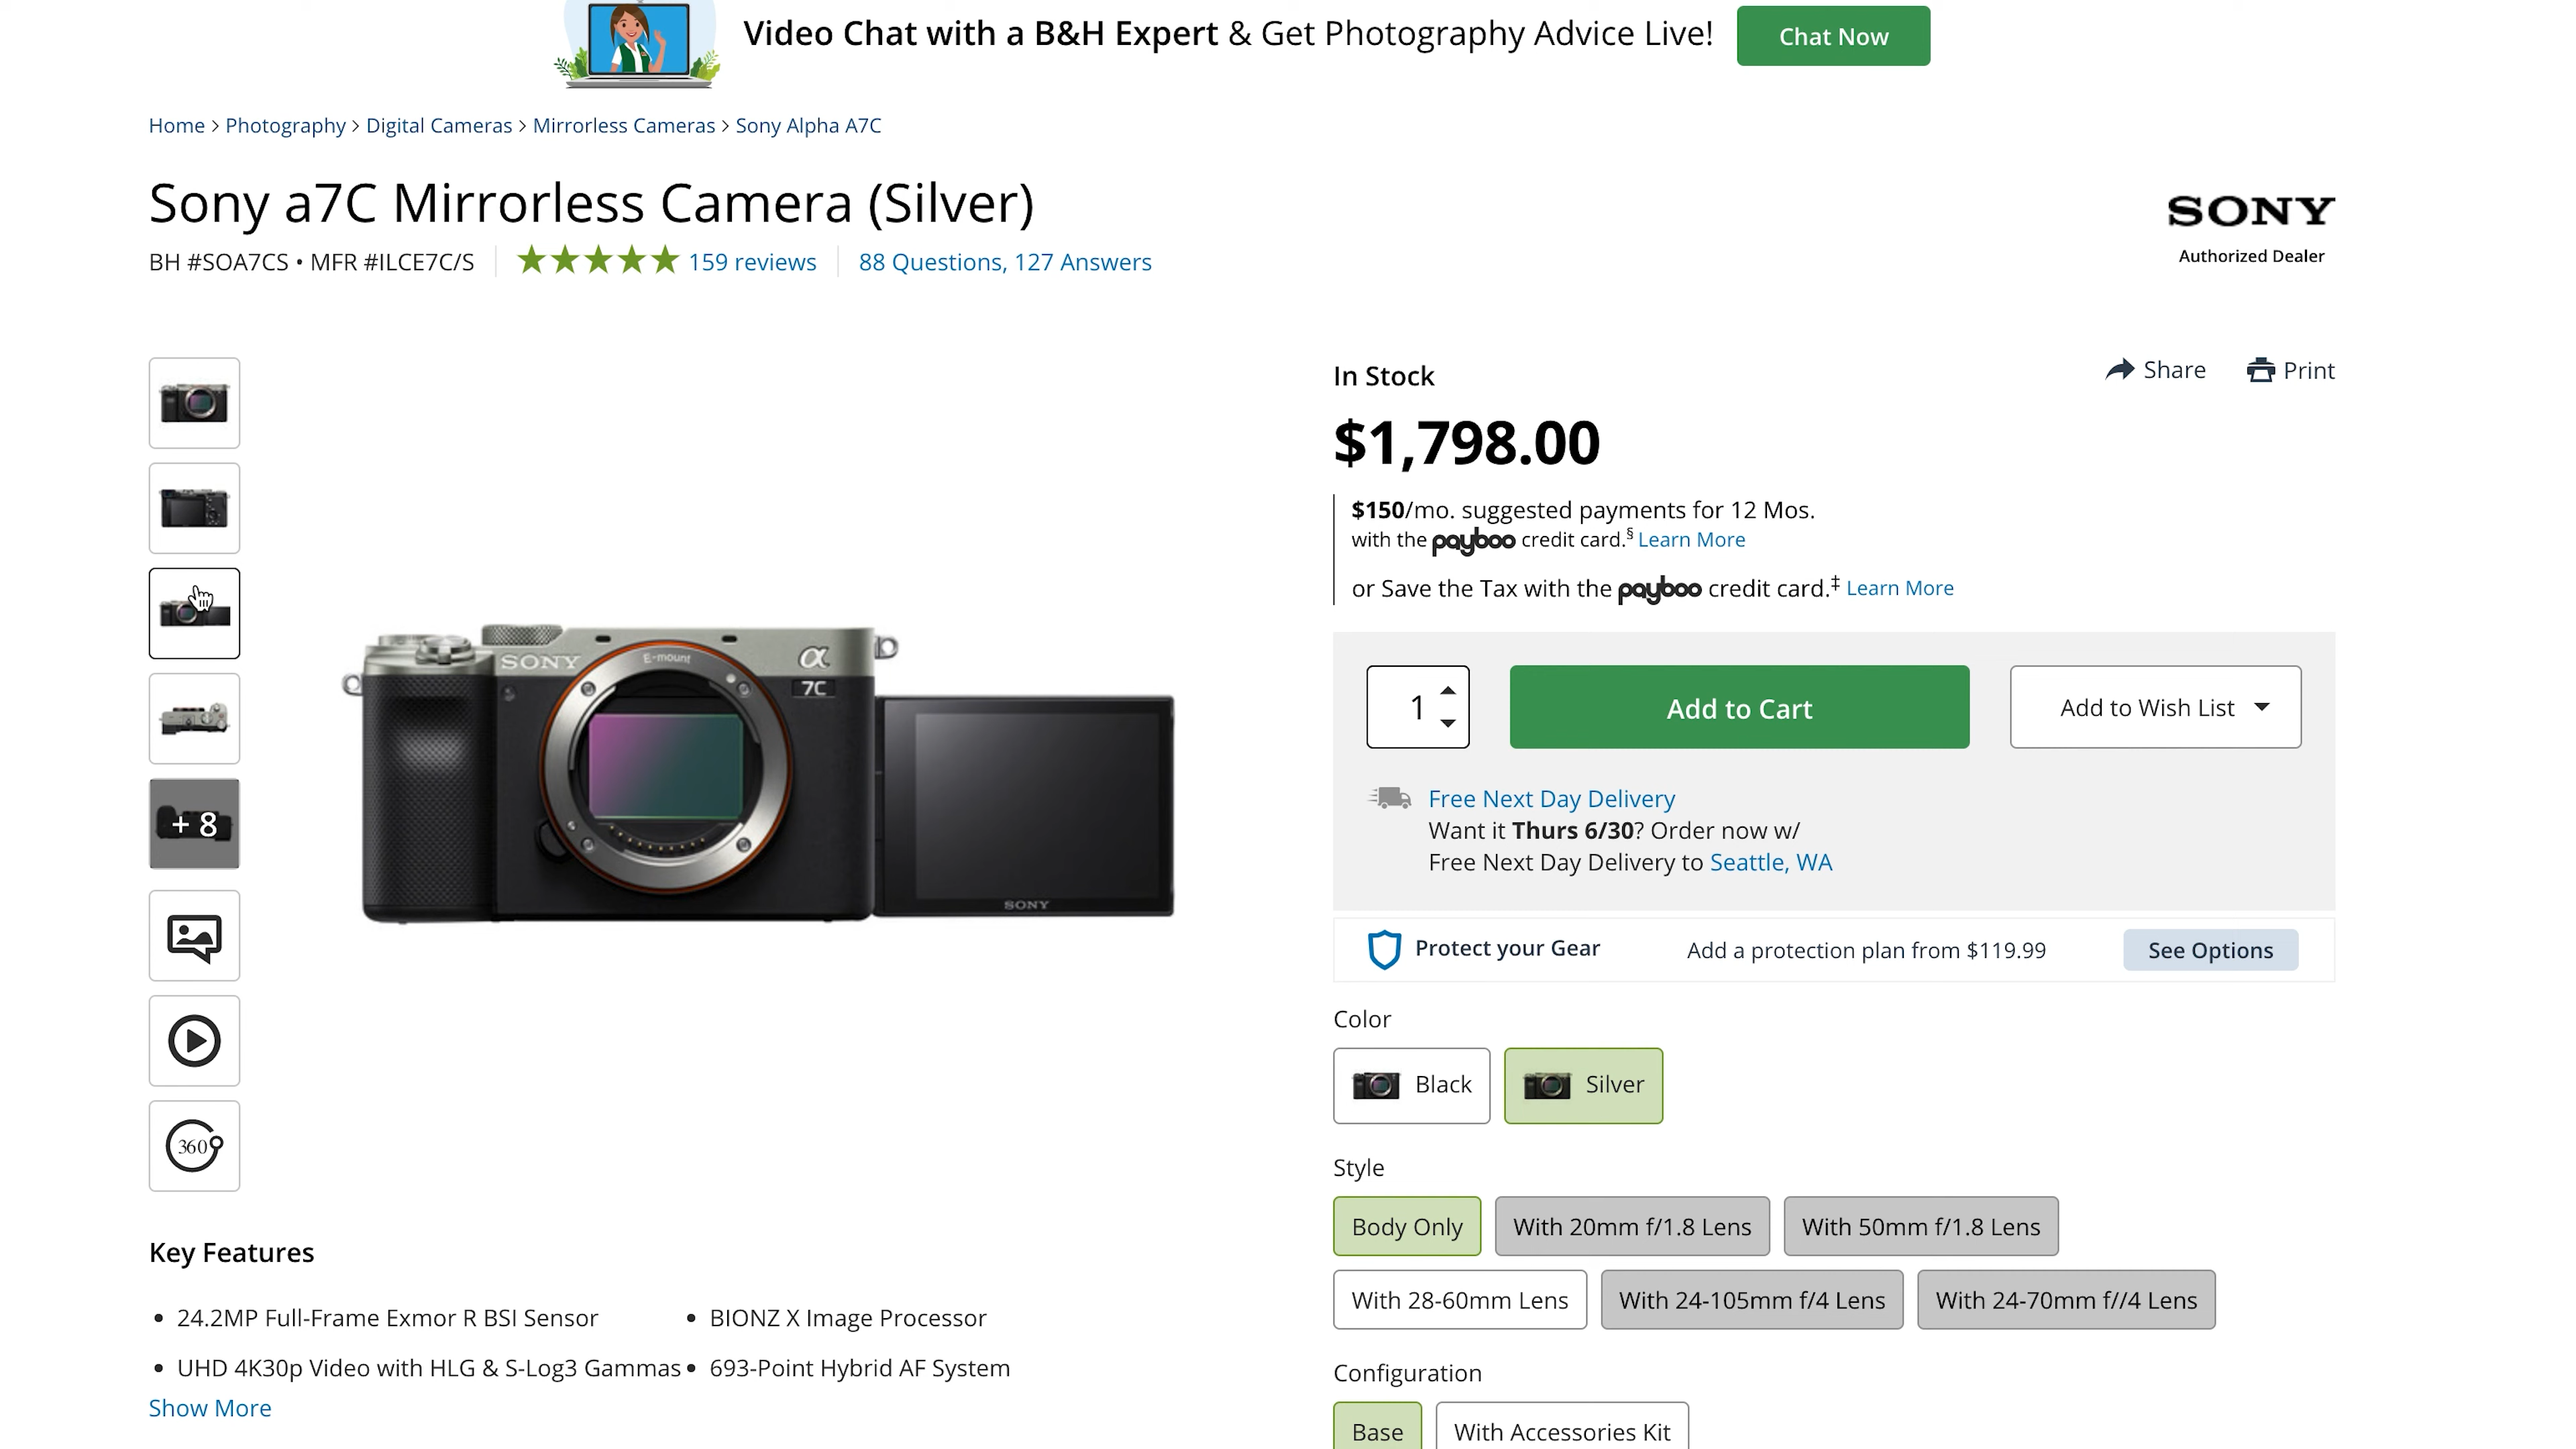 Video Chat with a B&H Expert & Get Photography Advice Live!
Chat Now
Home > Photography > Digital Cameras > Mirrorless Cameras > Sony Alpha A7C
Sony a7C Mirrorless Camera (Silver)
BH #SOA7CS • MFR #ILCE7C/S
159 reviews
88 Questions, 127 Answers
SONY
Authorized Dealer
+ 8
360
SONY
E-mount
α
7C
SONY
Key Features
• 24.2MP Full-Frame Exmor R BSI Sensor
• UHD 4K30p Video with HLG & S-Log3 Gammas
• BIONZ X Image Processor
• 693-Point Hybrid AF System
Show More
In Stock
Share
Print
$1,798.00
$150/mo. suggested payments for 12 Mos.
with the payboo credit card.§ Learn More
or Save the Tax with the payboo credit card.‡ Learn More
1
Add to Cart
Add to Wish List
Free Next Day Delivery
Want it Thurs 6/30? Order now w/
Free Next Day Delivery to Seattle, WA
Protect your Gear
Add a protection plan from $119.99
See Options
Color
Black
Silver
Style
Body Only
With 20mm f/1.8 Lens
With 50mm f/1.8 Lens
With 28-60mm Lens
With 24-105mm f/4 Lens
With 24-70mm f//4 Lens
Configuration
Base
With Accessories Kit